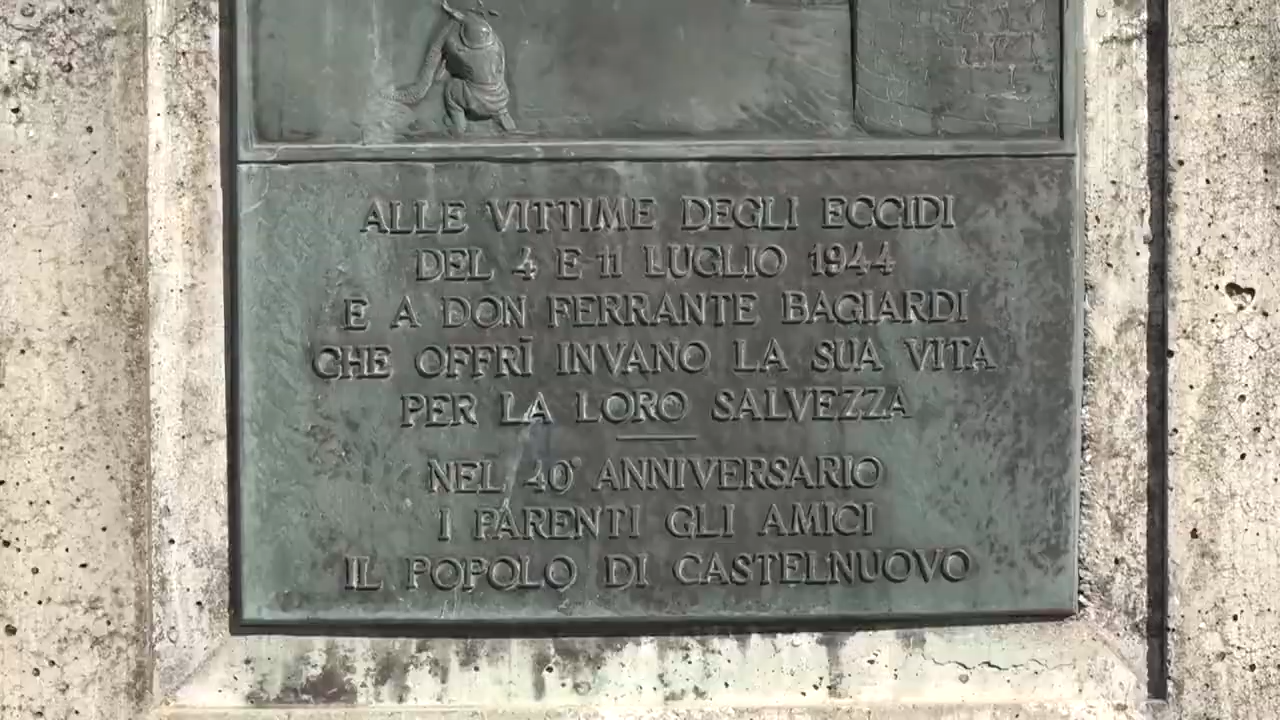 ALLE VITTIME DEGLI ECCIDI
DEL 4 E 11 LUGLIO 1944
E A DON FERRANTE BAGIARDI
CHE OFFRÌ INVANO LA SUA VITA
PER LA LORO SALVEZZA
NEL 40° ANNIVERSARIO
I PARENTI GLI AMICI
IL POPOLO DI CASTELNUOVO